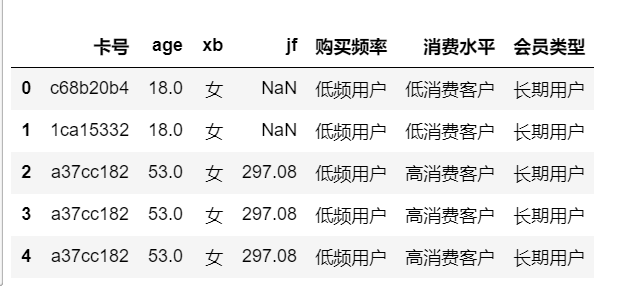 卡号 age xb jf 购买频率 消费水平 会员类型
0 c68b20b4 18.0 女 NaN 低频用户 低消费客户 长期用户
1 1ca15332 18.0 女 NaN 低频用户 低消费客户 长期用户
2 a37cc182 53.0 女 297.08 低频用户 高消费客户 长期用户
3 a37cc182 53.0 女 297.08 低频用户 高消费客户 长期用户
4 a37cc182 53.0 女 297.08 低频用户 高消费客户 长期用户